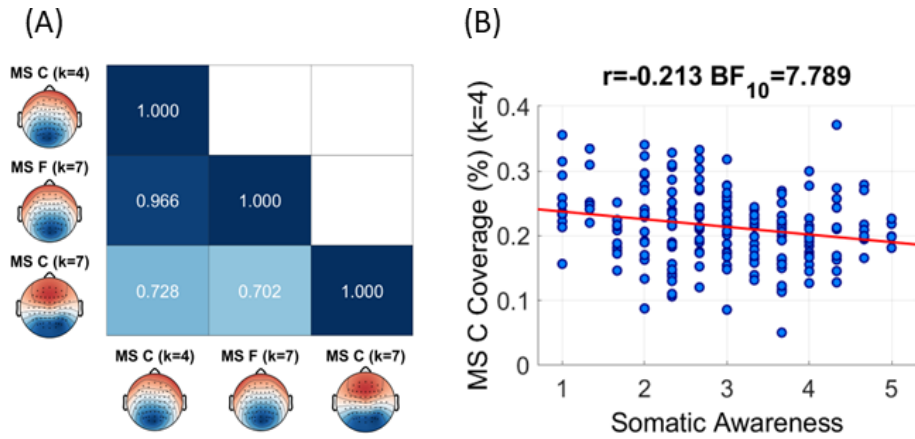 (A)
MS C (k=4)
MS F (k=7)
MS C (k=7)
1.000
0.966 1.000
0.728 0.702 1.000
MS C (k=4) MS F (k=7) MS C (k=7)
(B)
r=-0.213 BF10=7.789
MS C Coverage (%) (k=4)
0.4
0.3
0.2
0.1
0
1 2 3 4 5
Somatic Awareness